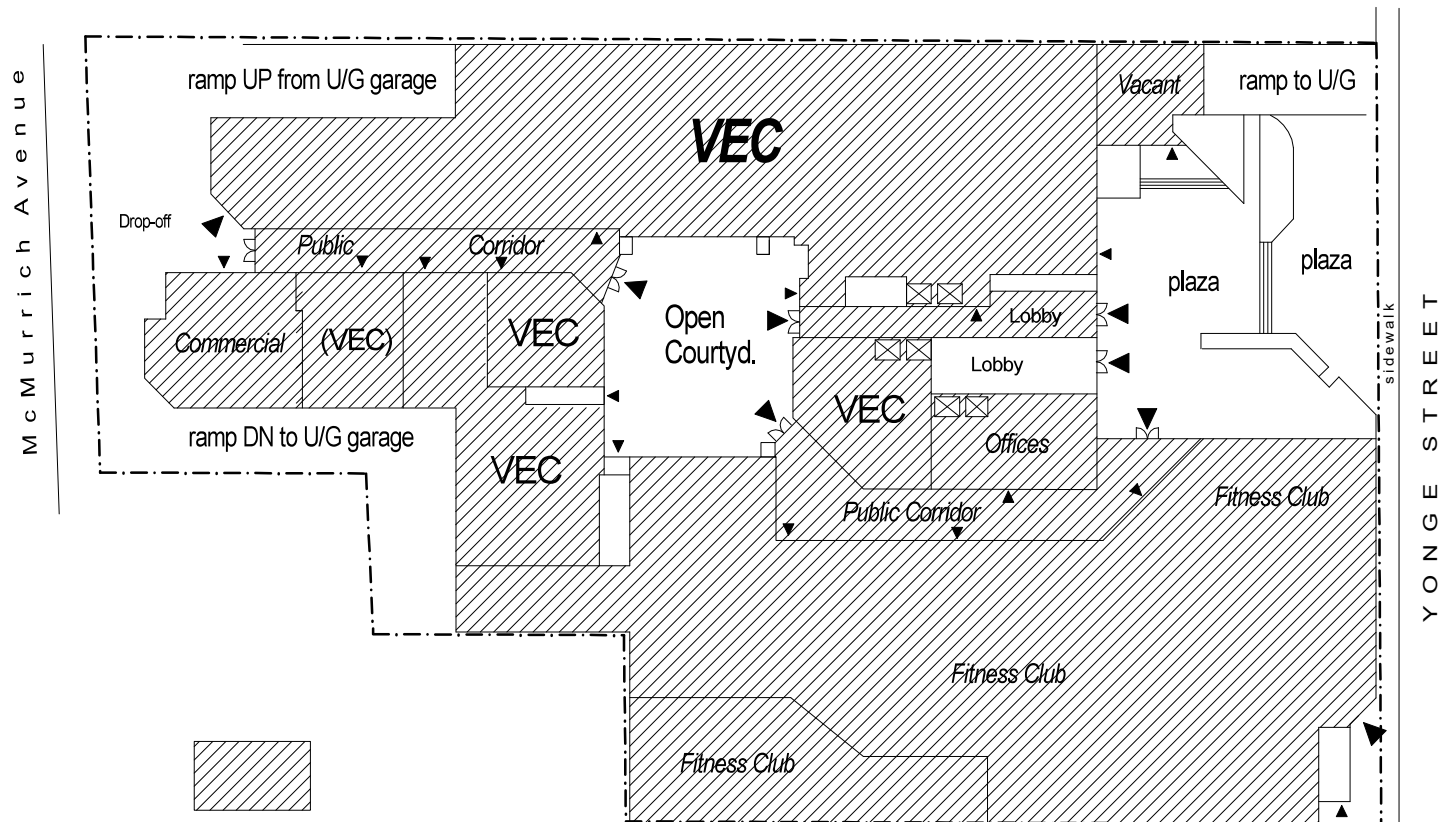 McMurrich Avenue
ramp UP from U/G garage
VEC
Vacant
ramp to U/G
Drop-off
Public
Corridor
plaza
plaza
Commercial
(VEC)
VEC
Open
Courtyd.
Lobby
Lobby
sidewalk
YONGE STREET
VEC
ramp DN to U/G garage
Offices
VEC
Public Corridor
Fitness Club
Fitness Club
Fitness Club